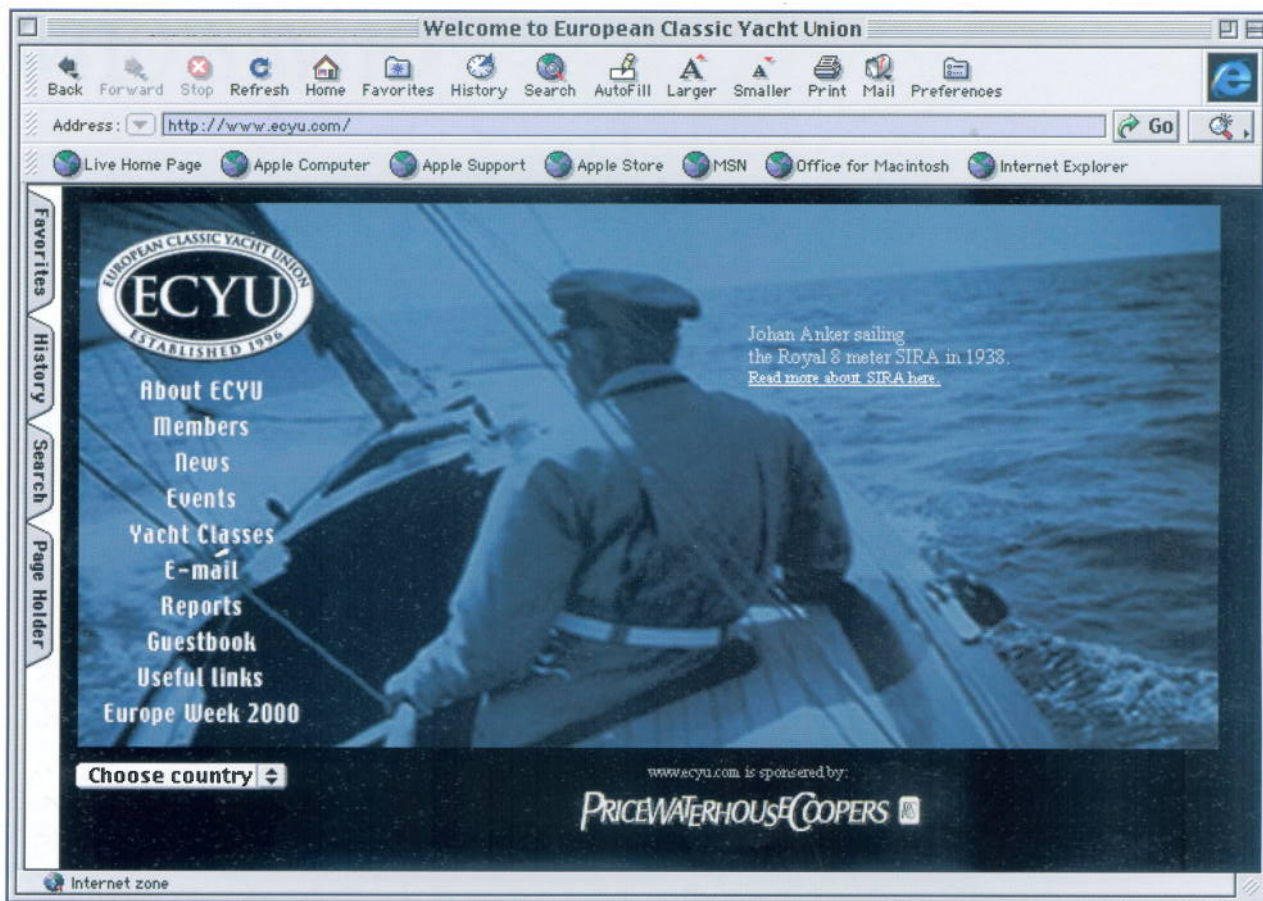 Welcome to European Classic Yacht Union
Back Forward Stop Refresh Home Favorites History Search AutoFill Larger Smaller Print Mail Preferences
Address: http://www.ecyu.com/ Go
Live Home Page Apple Computer Apple Support Apple Store MSN Office for Macintosh Internet Explorer
Favorites
History
Search
Page Holder
EUROPEAN CLASSIC YACHT UNION
ECYU
ESTABLISHED 1996
About ECYU
Members
News
Events
Yacht Classes
E-mail
Reports
Guestbook
Useful links
Europe Week 2000
Johan Anker sailing
the Royal 8 meter SIRA in 1938.
Read more about SIRA here.
Choose country
www.ecyu.com is sponsered by:
PRICEWATERHOUSECOOPERS
Internet zone